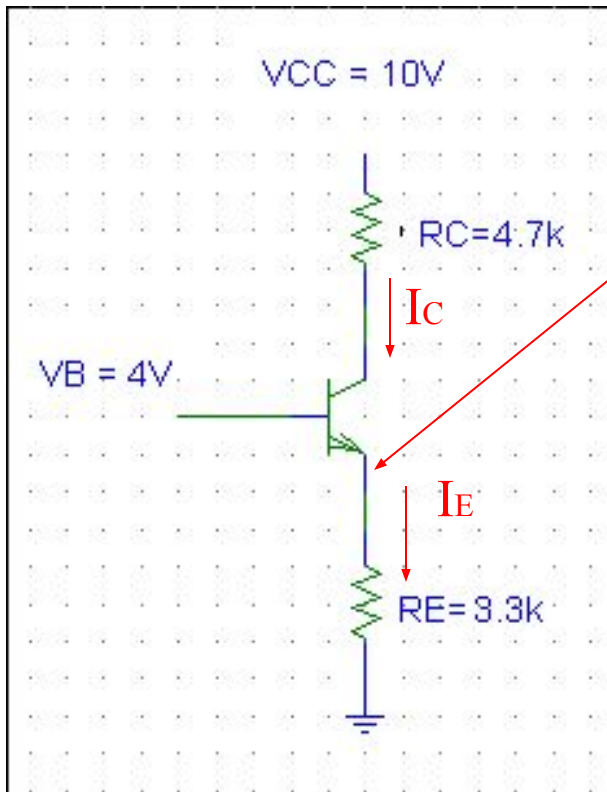 VCC = 10V
RC=4.7k
IC
VB = 4V
IE
RE=3.3k